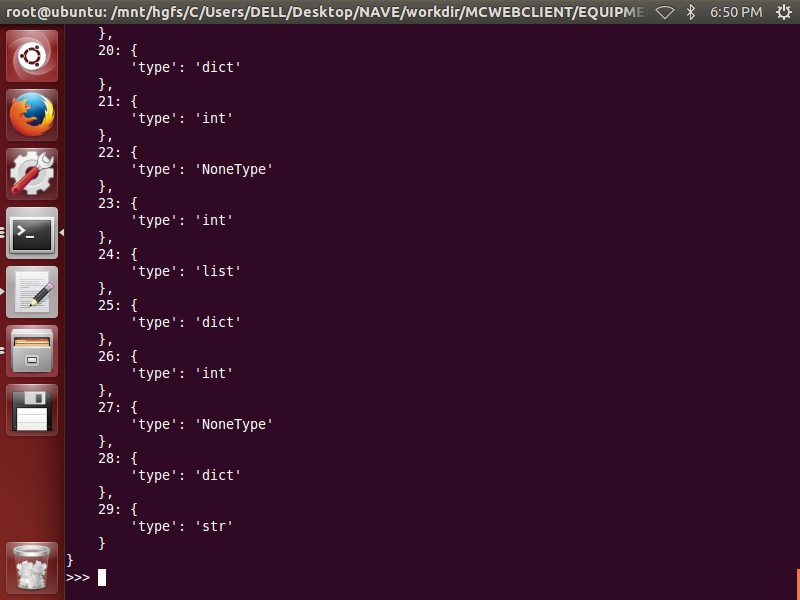 root@ubuntu: /mnt/hgfs/C/Users/DELL/Desktop/NAVE/workdir/MCWEBCLIENT/EQUIPME 6:50 PM
},
20: {
'type': 'dict'
},
21: {
'type': 'int'
},
22: {
'type': 'NoneType'
},
23: {
'type': 'int'
},
24: {
'type': 'list'
},
25: {
'type': 'dict'
},
26: {
'type': 'int'
},
27: {
'type': 'NoneType'
},
28: {
'type': 'dict'
},
29: {
'type': 'str'
}
}
>>>